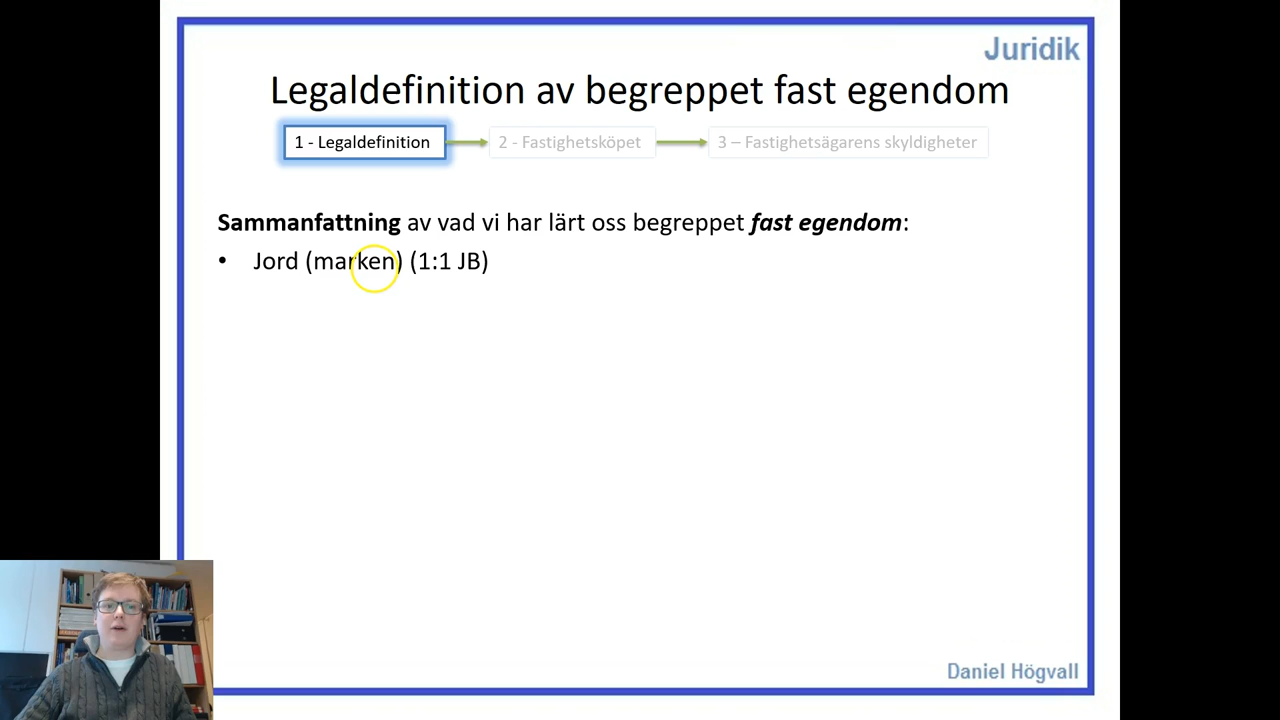 Juridik
Legaldefinition av begreppet fast egendom
1 - Legaldefinition
2 - Fastighetsköpet
3 – Fastighetsägarens skyldigheter
Sammanfattning av vad vi har lärt oss begreppet fast egendom:
• Jord (marken) (1:1 JB)
Daniel Högvall